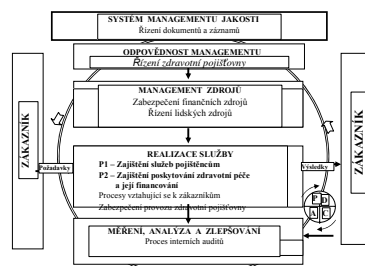 SYSTÉM MANAGEMENTU JAKOSTI
Řízení dokumentů a záznamů
ODPOVĚDNOST MANAGEMENTU
Řízení zdravotní pojišťovny
MANAGEMENT ZDROJŮ
Zabezpečení finančních zdrojů
Řízení lidských zdrojů
ZÁKAZNÍK
ZÁKAZNÍK
REALIZACE SLUŽBY
P1 – Zajištění služeb pojištěncům
P2 – Zajištění poskytování zdravotní péče
a její financování
Procesy vztahující se k zákazníkům
Zabezpečení provozu zdravotní pojišťovny
Požadavky
Výsledky
P D
A C
MĚŘENÍ, ANALÝZA A ZLEPŠOVÁNÍ
Proces interních auditů